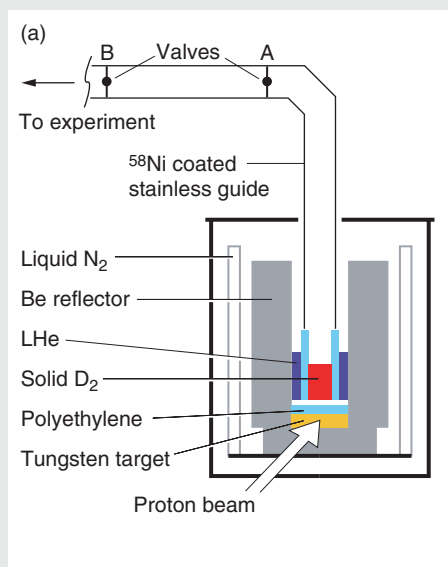 (a)
B Valves A
To experiment
⁵⁸Ni coated
stainless guide
Liquid N₂
Be reflector
LHe
Solid D₂
Polyethylene
Tungsten target
Proton beam